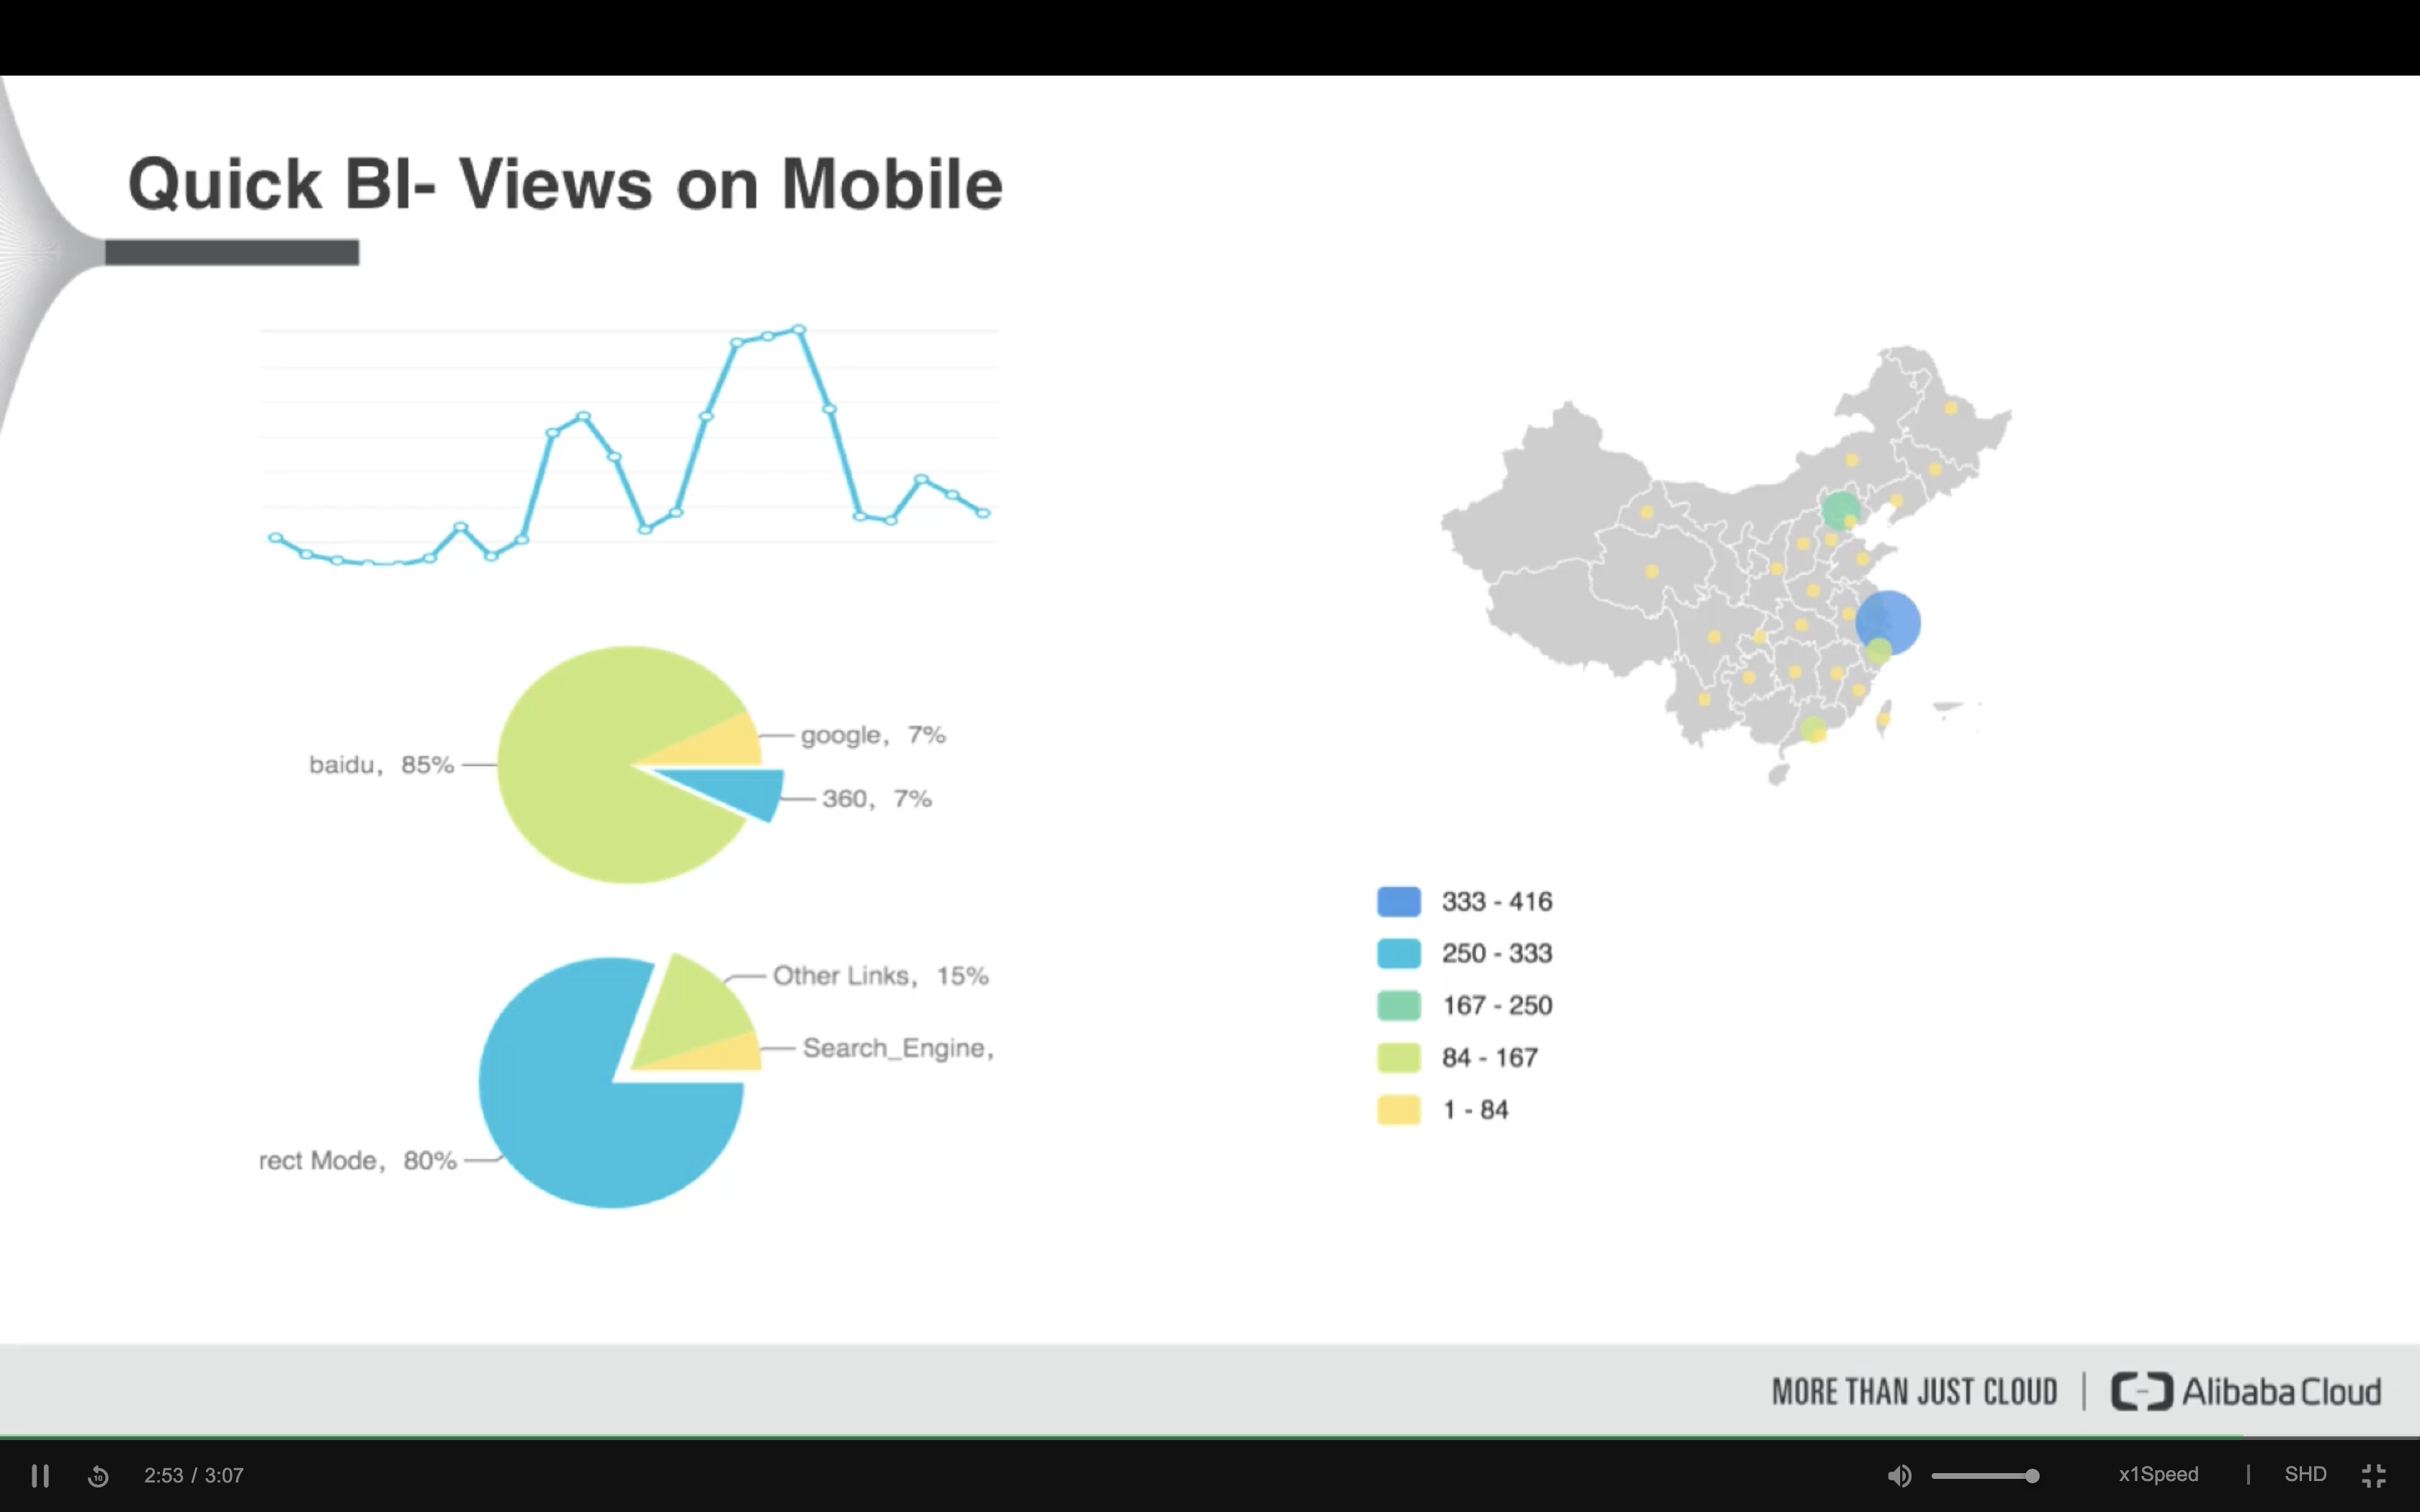 Quick BI- Views on Mobile
google, 7%
baidu, 85%
360, 7%
Other Links, 15%
Search_Engine,
rect Mode, 80%
333 - 416
250 - 333
167 - 250
84 - 167
1 - 84
MORE THAN JUST CLOUD | Alibaba Cloud
10
2:53 / 3:07
x1Speed | SHD